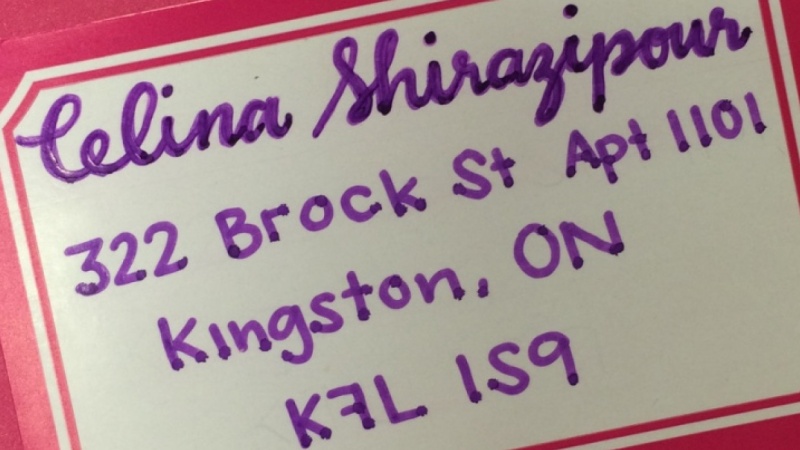 Celina Shirazipour
322 Brock St Apt 1101
Kingston, ON
K7L 1S9